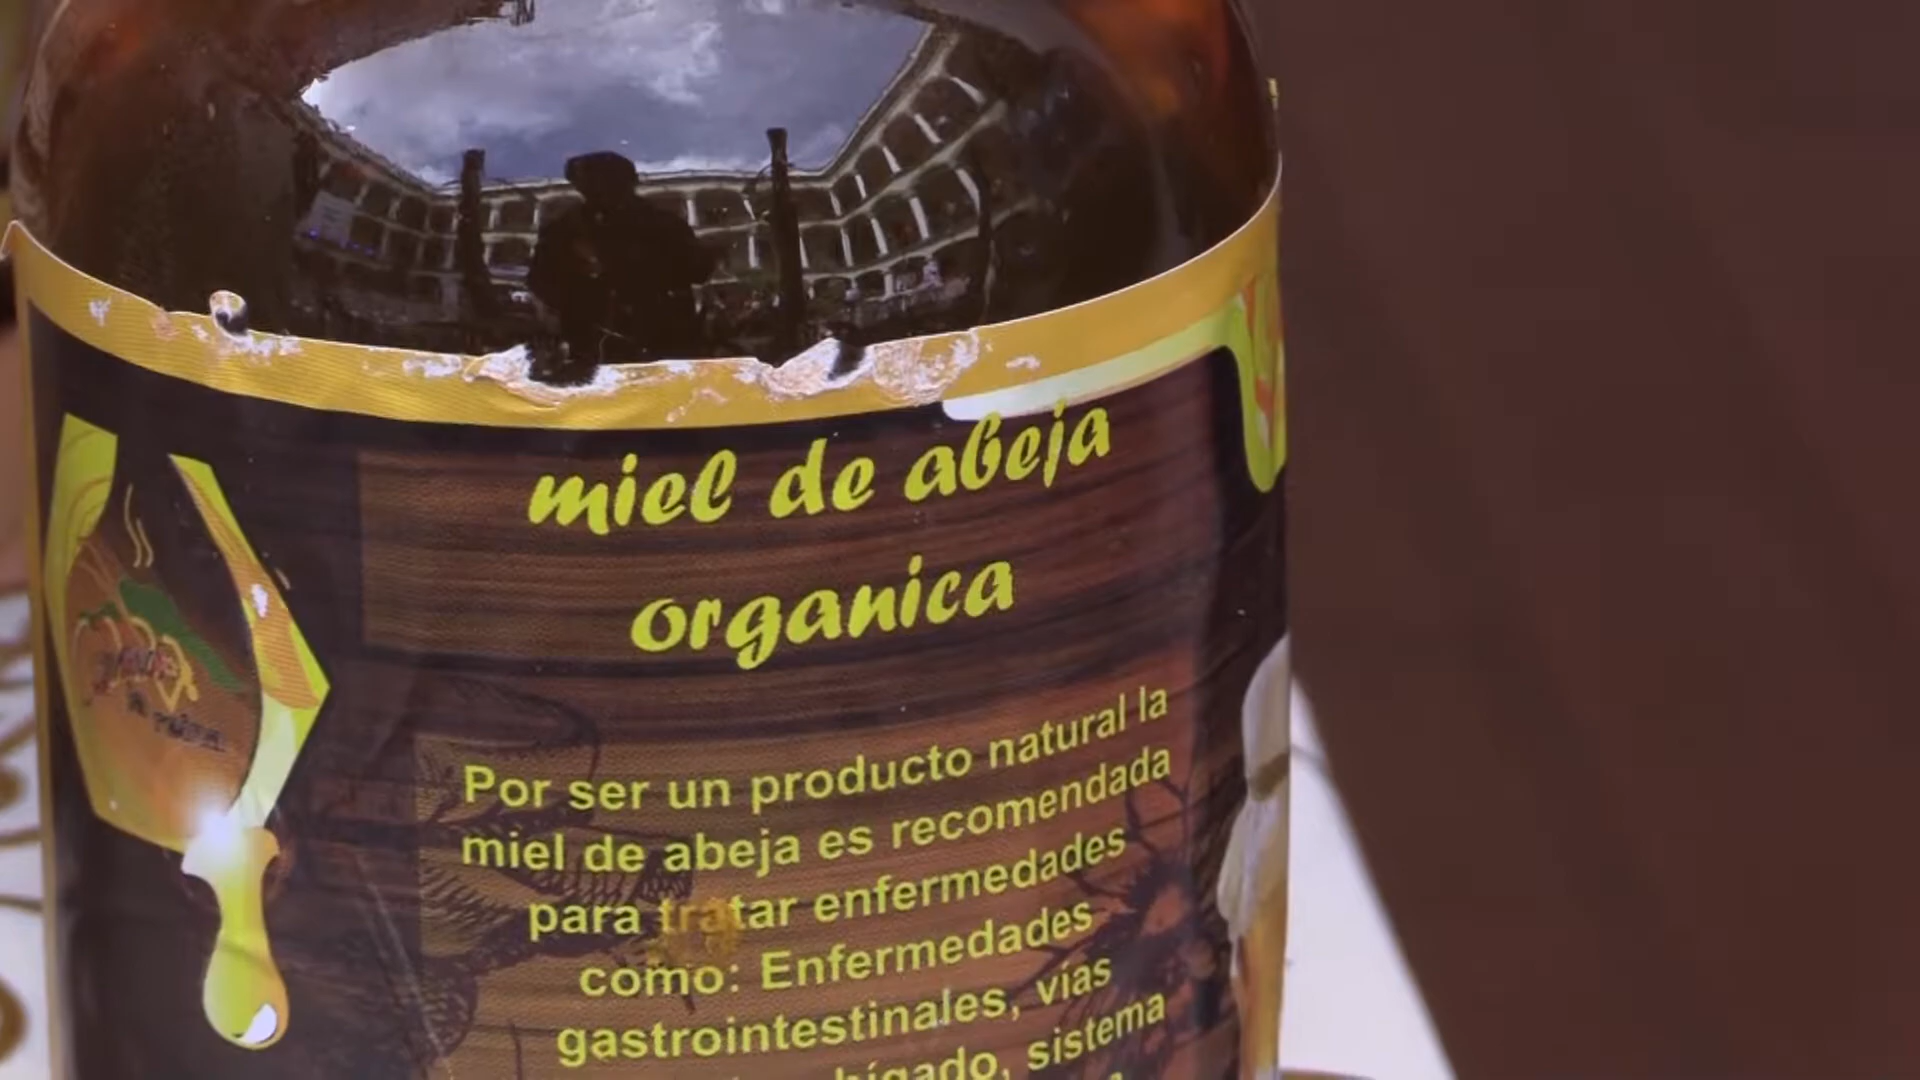 miel de abeja
organica
Por ser un producto natural la
miel de abeja es recomendada
para tratar enfermedades
como: Enfermedades
gastrointestinales, vías
hígado, sistema